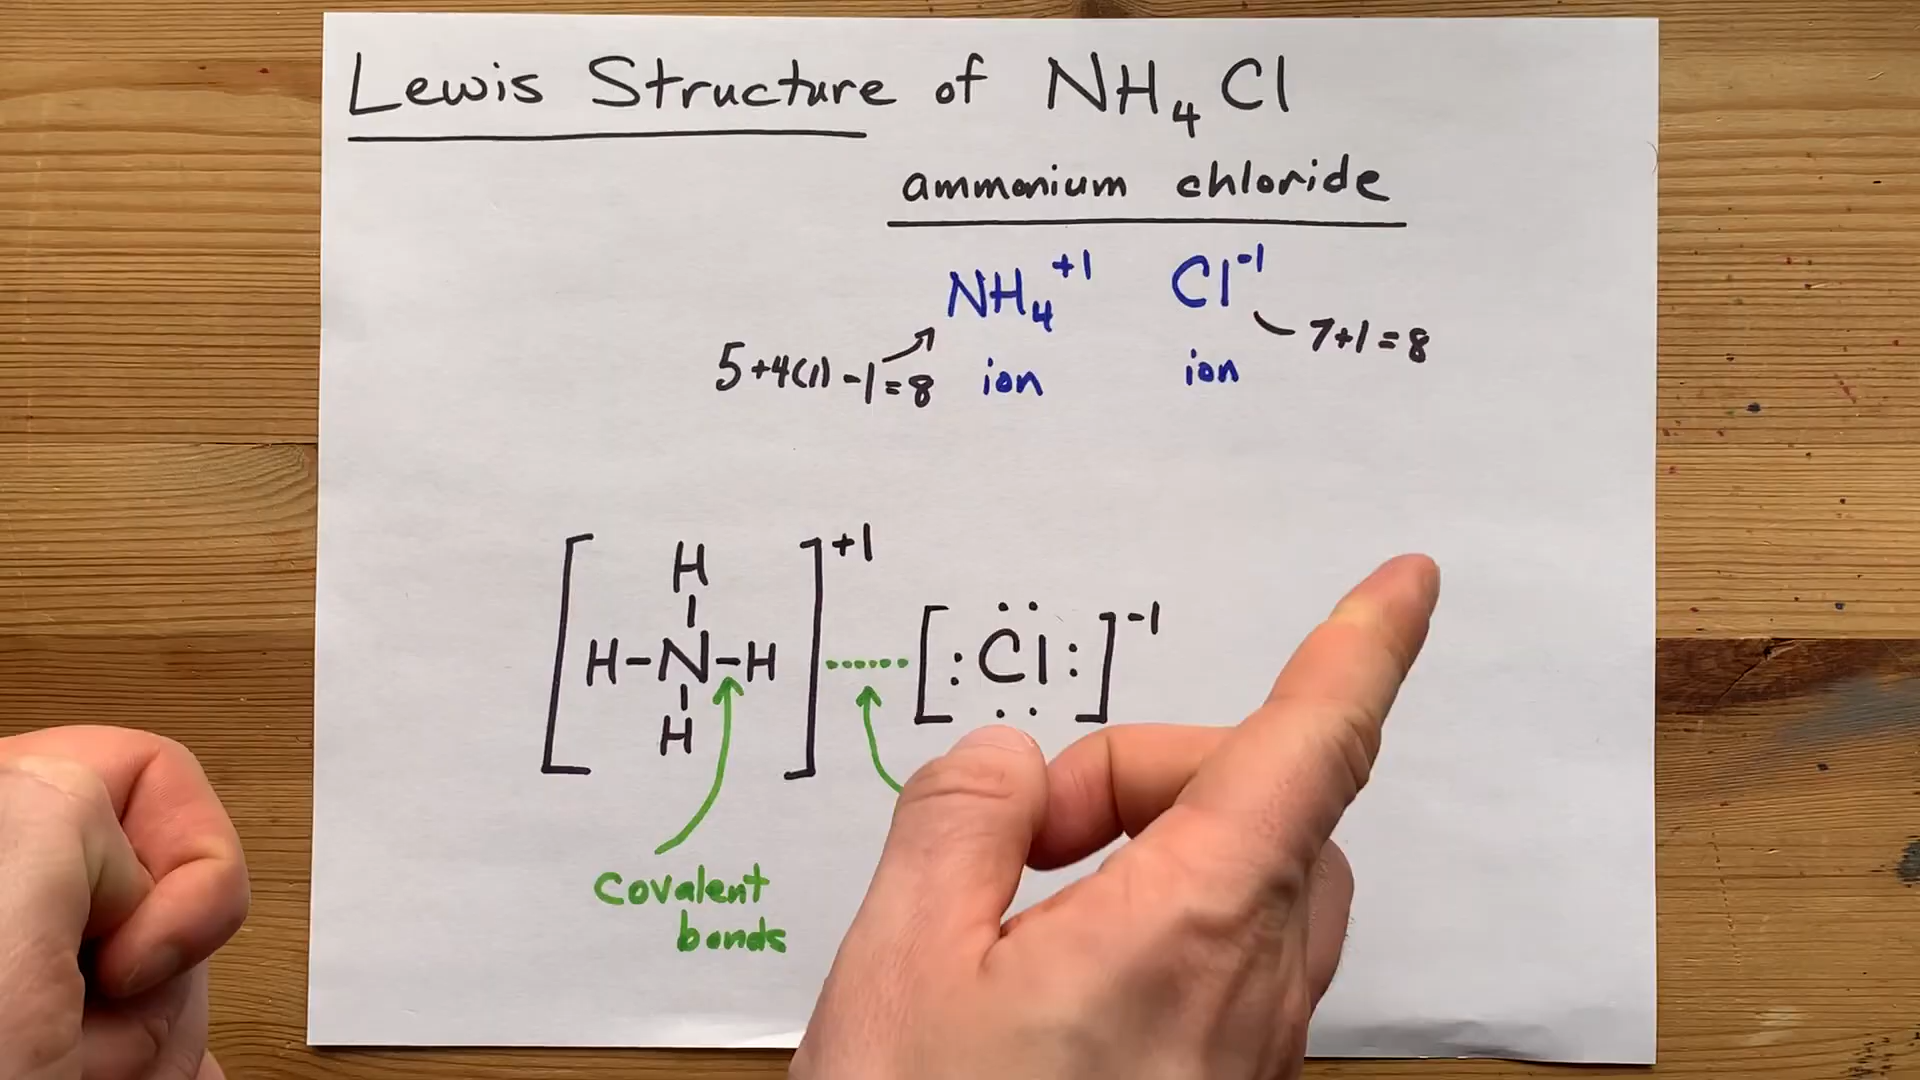 Lewis Structure of NH₄Cl
ammonium chloride
NH₄⁺¹ Cl⁻¹
5+4(1)-1=8 ion ion 7+1=8
[ H ]⁺¹
H-N-H [:Cl:]⁻¹
H
covalent
bonds